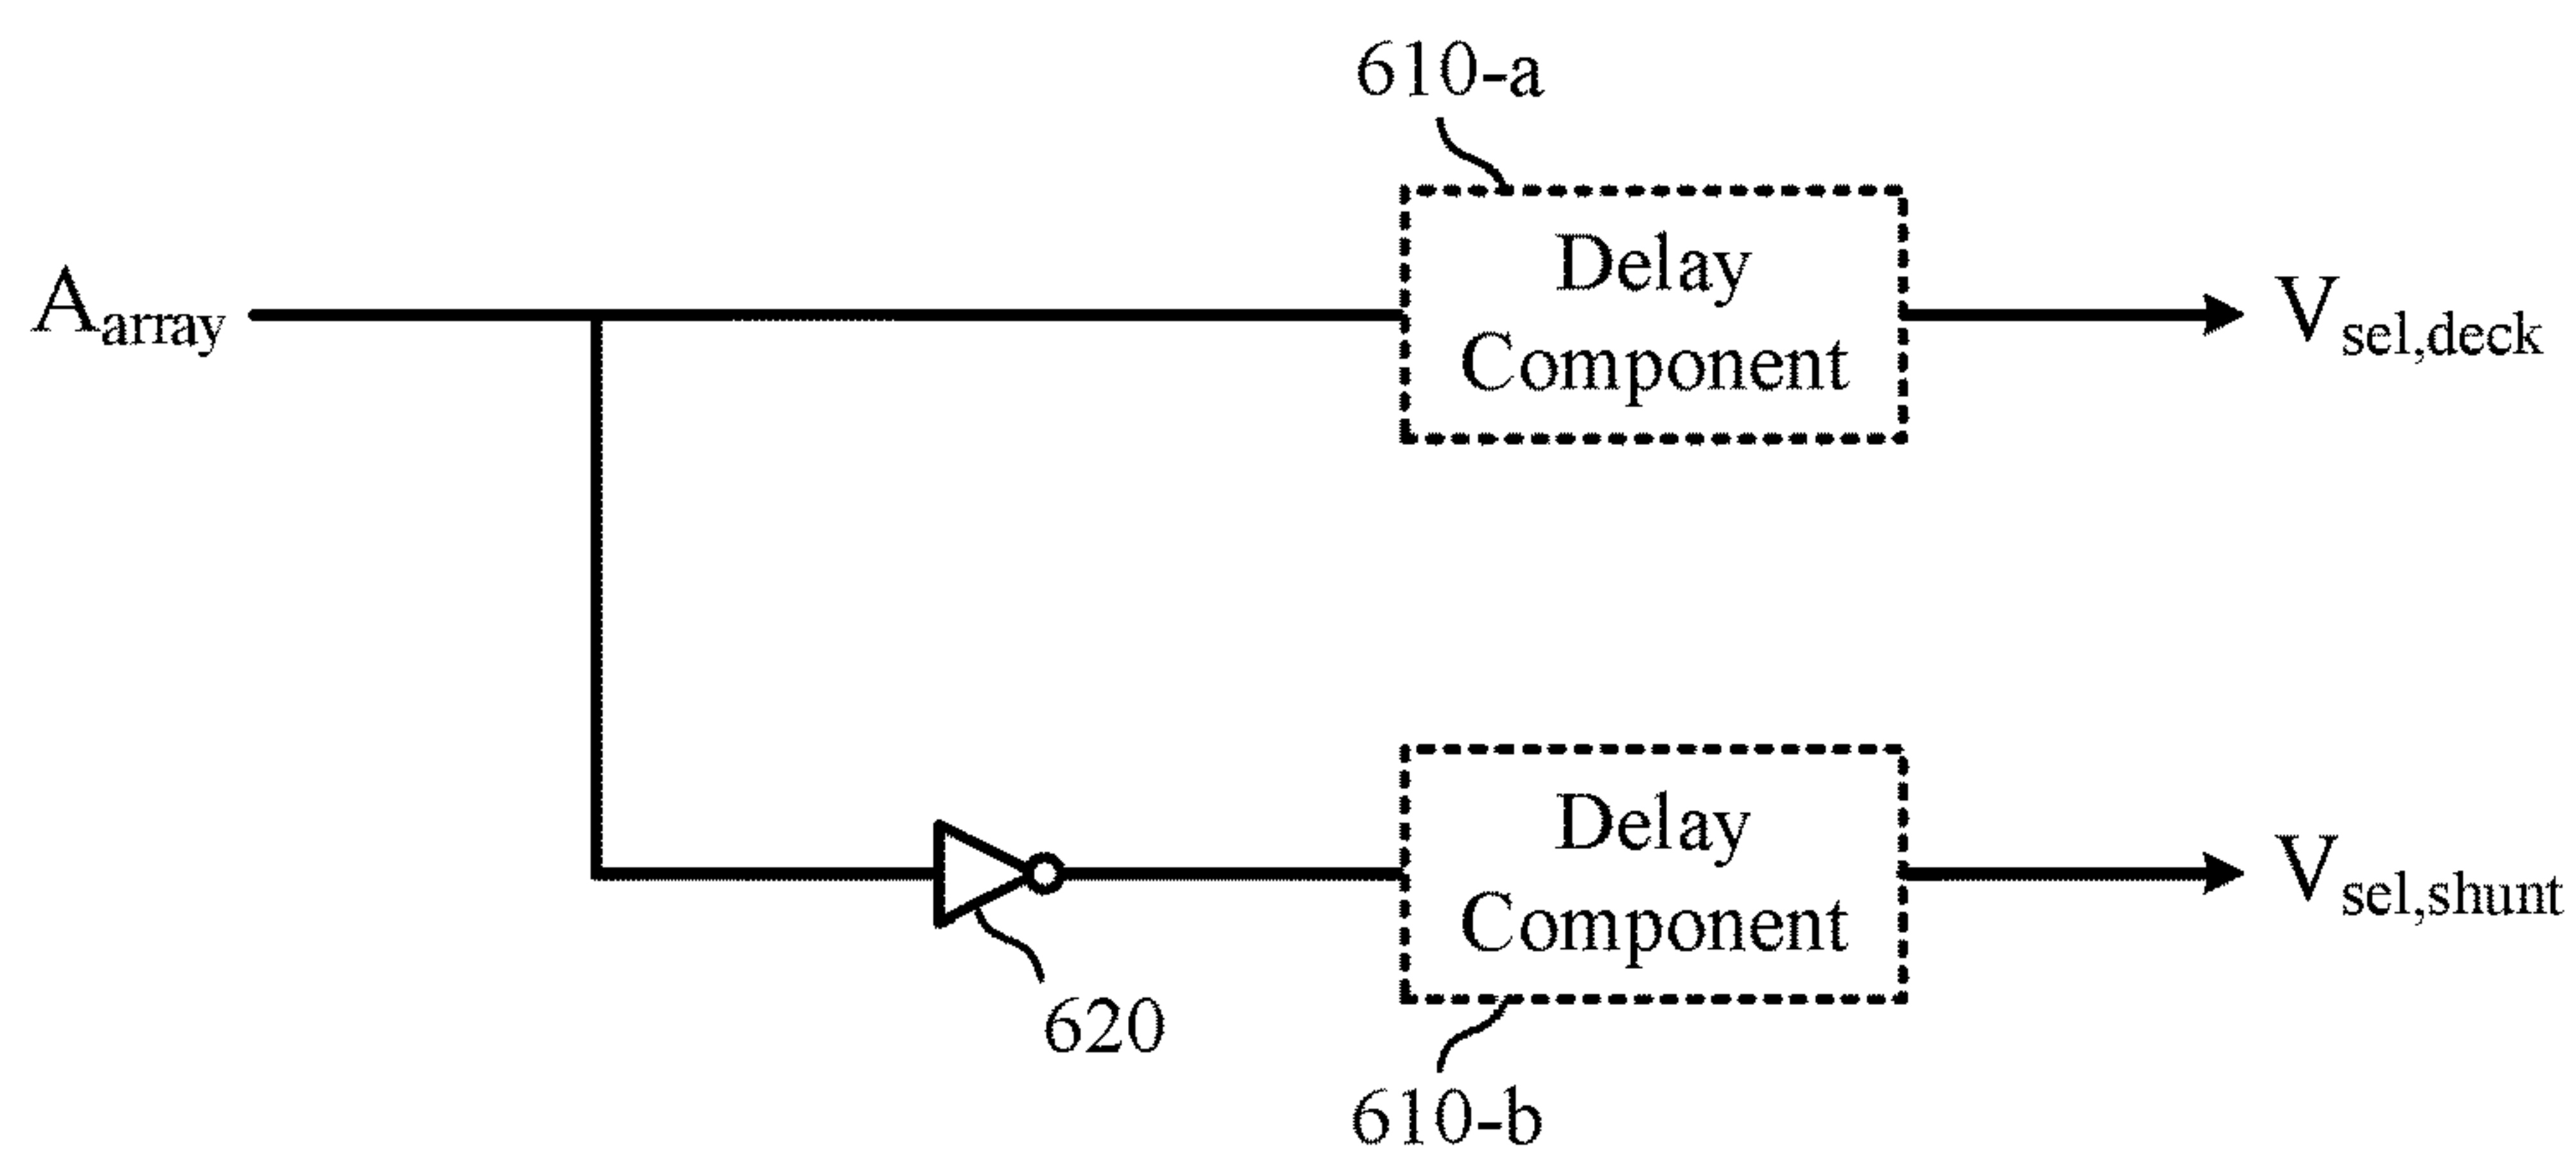 610-a
Delay
Component
A_array
V_sel,deck
Delay
Component
V_sel,shunt
620
610-b